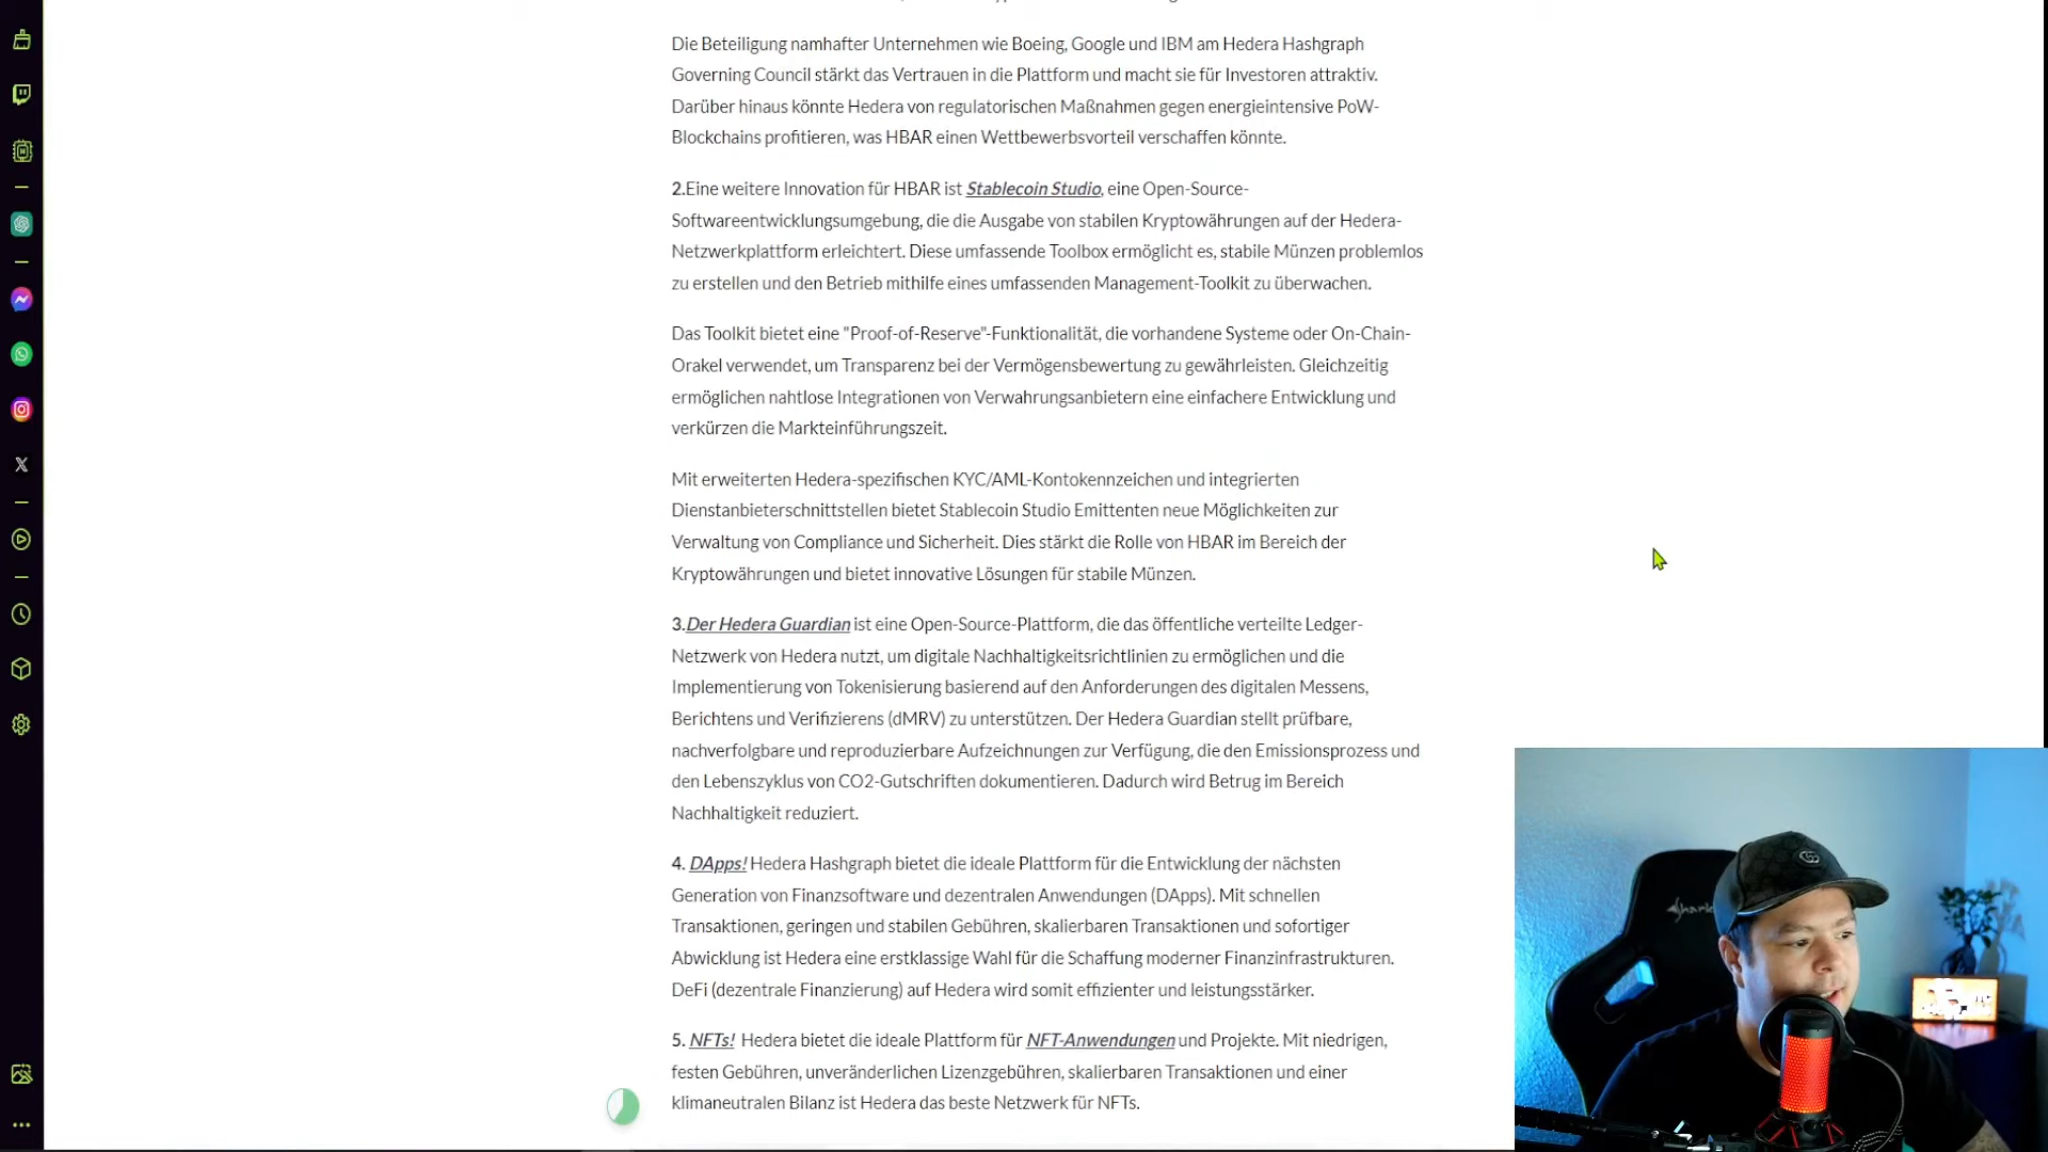 Die Beteiligung namhafter Unternehmen wie Boeing, Google und IBM am Hedera Hashgraph
Governing Council stärkt das Vertrauen in die Plattform und macht sie für Investoren attraktiv.
Darüber hinaus könnte Hedera von regulatorischen Maßnahmen gegen energieintensive PoW-
Blockchains profitieren, was HBAR einen Wettbewerbsvorteil verschaffen könnte.
2.Eine weitere Innovation für HBAR ist Stablecoin Studio, eine Open-Source-
Softwareentwicklungsumgebung, die die Ausgabe von stabilen Kryptowährungen auf der Hedera-
Netzwerkplattform erleichtert. Diese umfassende Toolbox ermöglicht es, stabile Münzen problemlos
zu erstellen und den Betrieb mithilfe eines umfassenden Management-Toolkit zu überwachen.
Das Toolkit bietet eine "Proof-of-Reserve"-Funktionalität, die vorhandene Systeme oder On-Chain-
Orakel verwendet, um Transparenz bei der Vermögensbewertung zu gewährleisten. Gleichzeitig
ermöglichen nahtlose Integrationen von Verwahrungsanbietern eine einfachere Entwicklung und
verkürzen die Markteinführungszeit.
Mit erweiterten Hedera-spezifischen KYC/AML-Kontokennzeichen und integrierten
Dienstanbieterschnittstellen bietet Stablecoin Studio Emittenten neue Möglichkeiten zur
Verwaltung von Compliance und Sicherheit. Dies stärkt die Rolle von HBAR im Bereich der
Kryptowährungen und bietet innovative Lösungen für stabile Münzen.
3.Der Hedera Guardian ist eine Open-Source-Plattform, die das öffentliche verteilte Ledger-
Netzwerk von Hedera nutzt, um digitale Nachhaltigkeitsrichtlinien zu ermöglichen und die
Implementierung von Tokenisierung basierend auf den Anforderungen des digitalen Messens,
Berichtens und Verifizierens (dMRV) zu unterstützen. Der Hedera Guardian stellt prüfbare,
nachverfolgbare und reproduzierbare Aufzeichnungen zur Verfügung, die den Emissionsprozess und
den Lebenszyklus von CO2-Gutschriften dokumentieren. Dadurch wird Betrug im Bereich
Nachhaltigkeit reduziert.
4. DApps! Hedera Hashgraph bietet die ideale Plattform für die Entwicklung der nächsten
Generation von Finanzsoftware und dezentralen Anwendungen (DApps). Mit schnellen
Transaktionen, geringen und stabilen Gebühren, skalierbaren Transaktionen und sofortiger
Abwicklung ist Hedera eine erstklassige Wahl für die Schaffung moderner Finanzinfrastrukturen.
DeFi (dezentrale Finanzierung) auf Hedera wird somit effizienter und leistungsstärker.
5. NFTs! Hedera bietet die ideale Plattform für NFT-Anwendungen und Projekte. Mit niedrigen,
festen Gebühren, unveränderlichen Lizenzgebühren, skalierbaren Transaktionen und einer
klimaneutralen Bilanz ist Hedera das beste Netzwerk für NFTs.